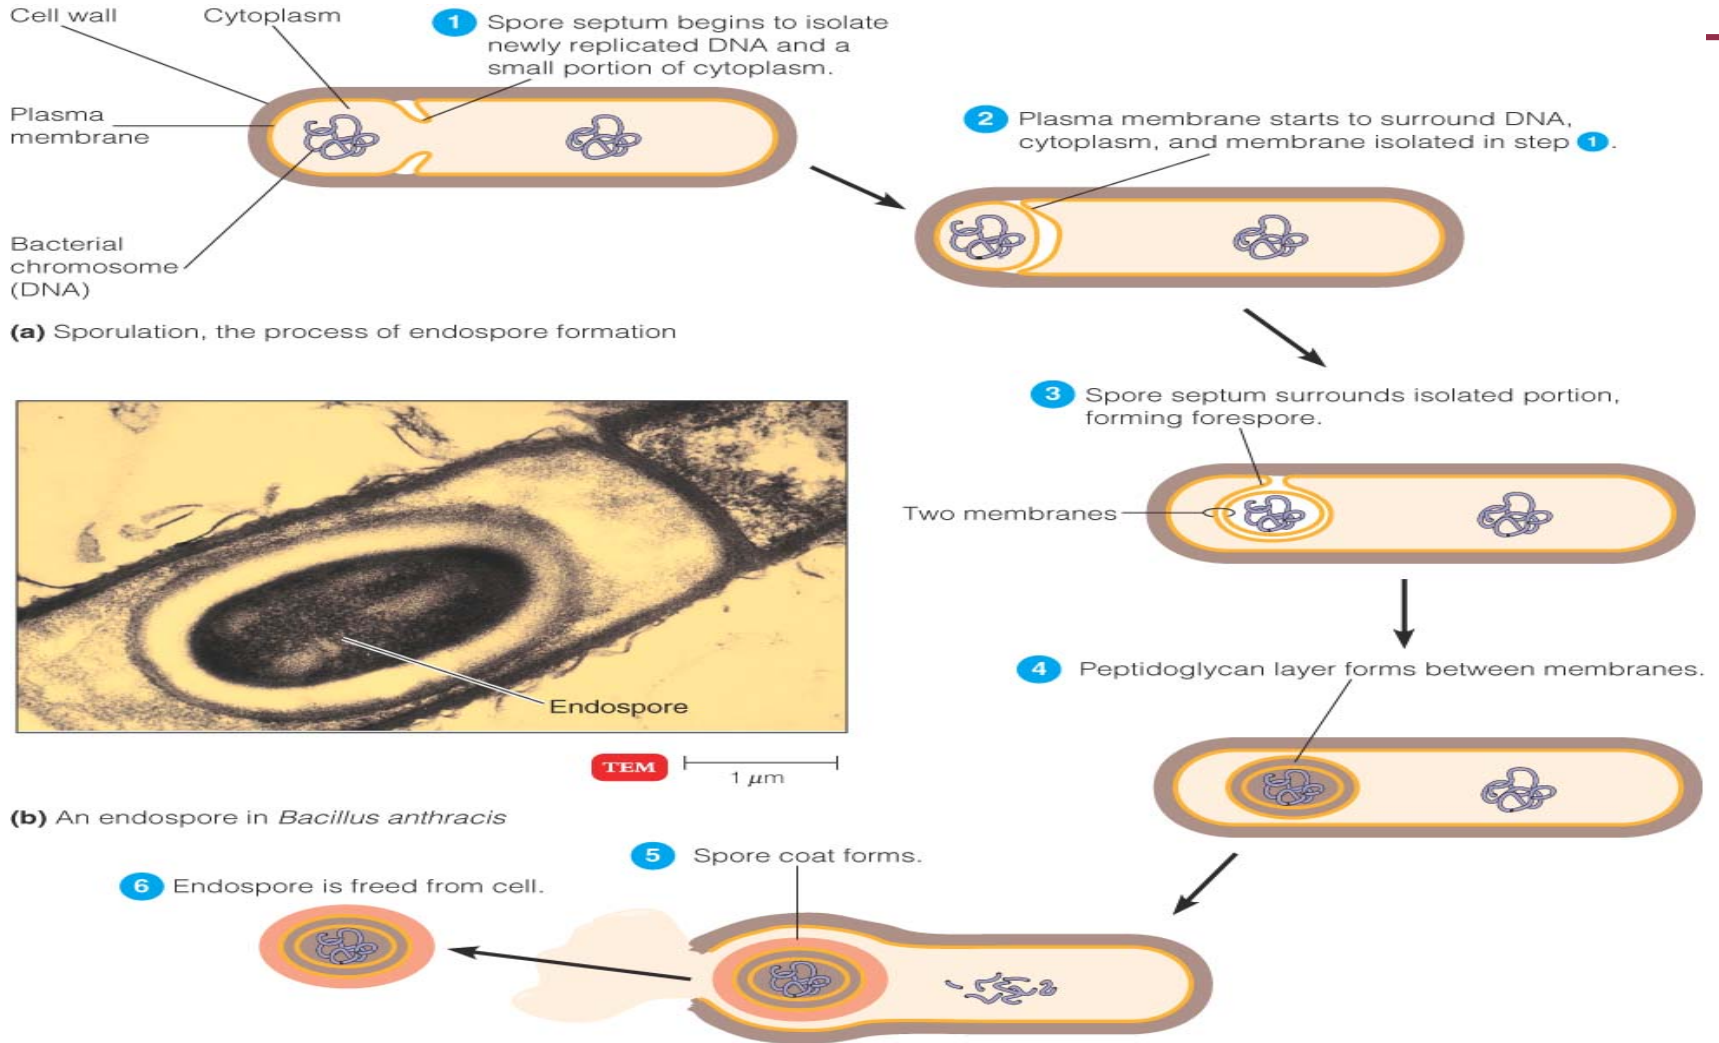 Cell wall
Cytoplasm
1 Spore septum begins to isolate
newly replicated DNA and a
small portion of cytoplasm.
Plasma
membrane
Bacterial
chromosome
(DNA)
2 Plasma membrane starts to surround DNA,
cytoplasm, and membrane isolated in step 1.
(a) Sporulation, the process of endospore formation
3 Spore septum surrounds isolated portion,
forming forespore.
Two membranes
4 Peptidoglycan layer forms between membranes.
Endospore
TEM
1 μm
(b) An endospore in Bacillus anthracis
5 Spore coat forms.
6 Endospore is freed from cell.